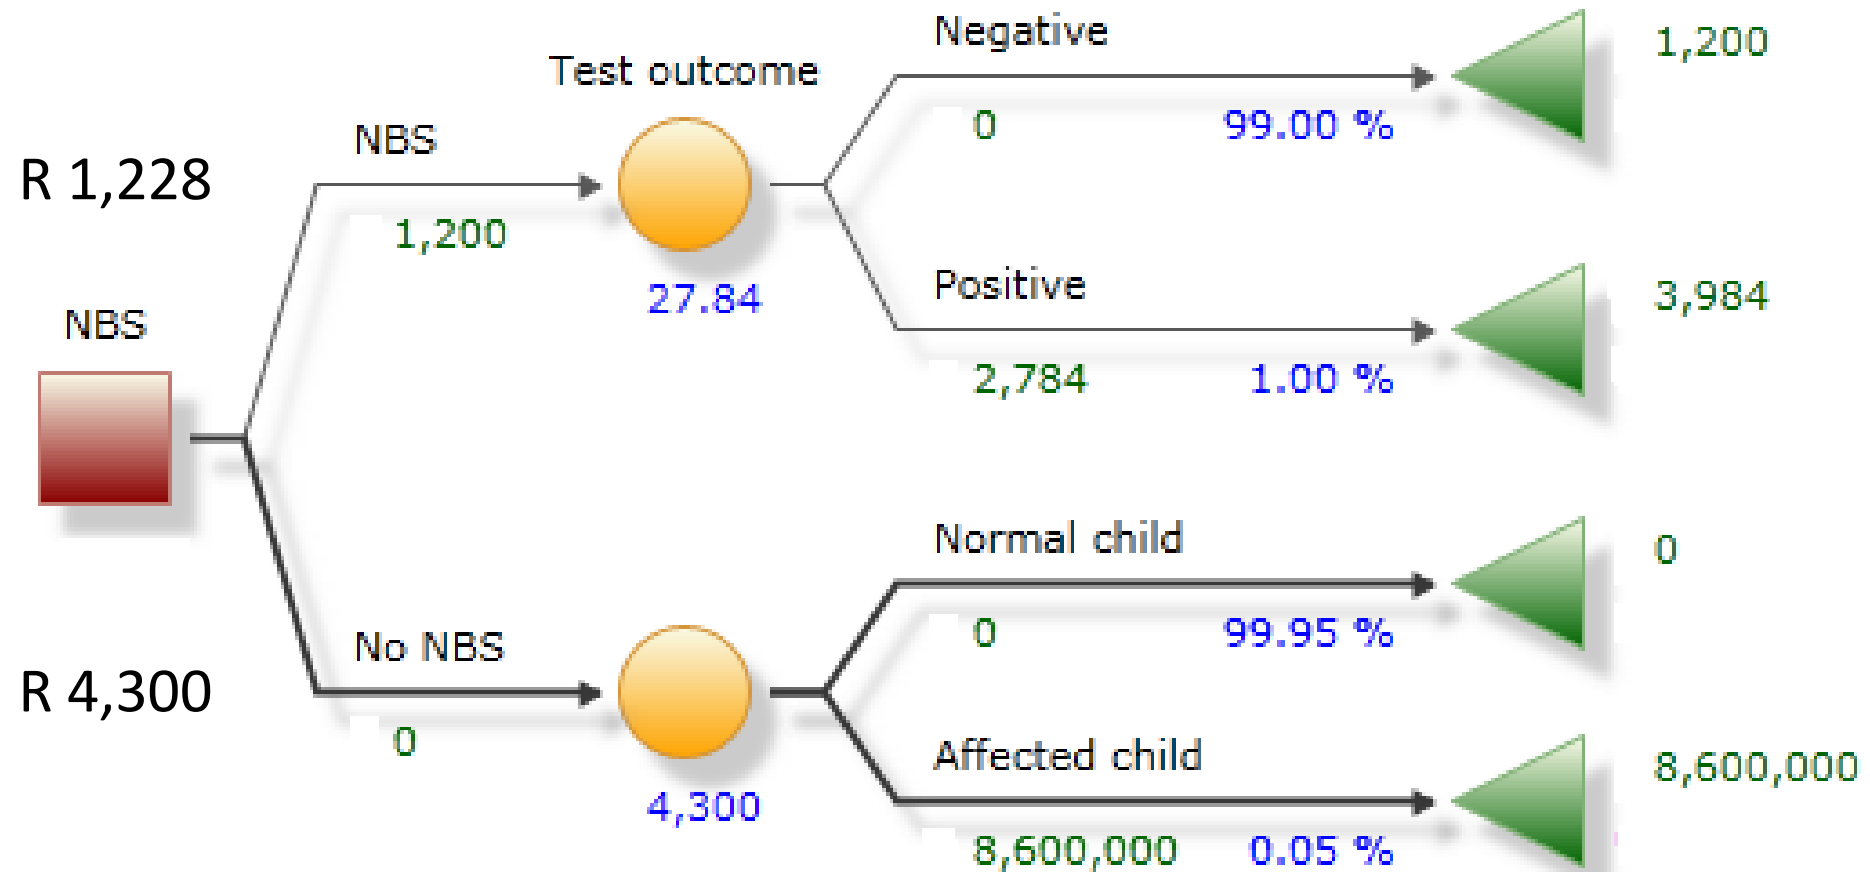 Negative
1,200
Test outcome
0
99.00 %
NBS
R 1,228
1,200
27.84
Positive
3,984
NBS
2,784
1.00 %
Normal child
0
0
99.95 %
No NBS
R 4,300
0
4,300
Affected child
8,600,000
8,600,000
0.05 %